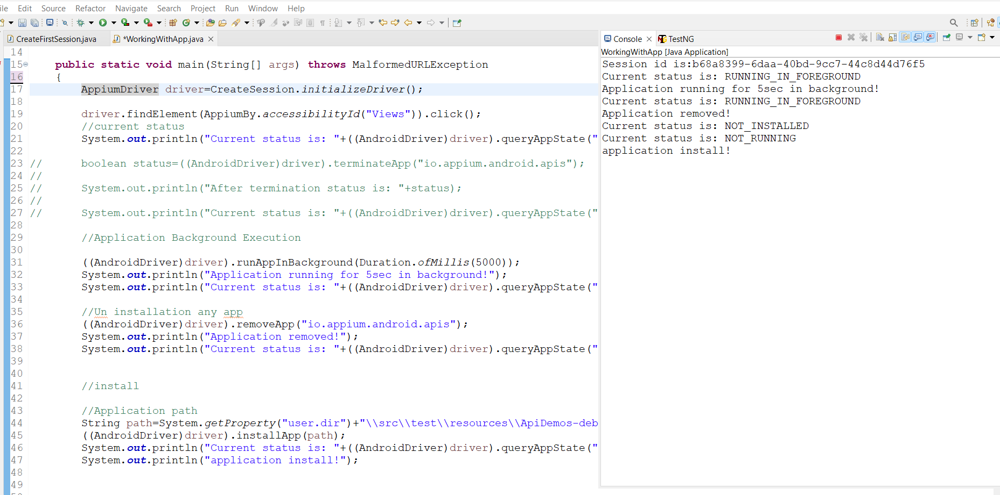 ile Edit Source Refactor Navigate Search Project Run Window Help
CreateFirstSession.java *WorkingWithApp.java
14
15 public static void main(String[] args) throws MalformedURLException
16 {
17 AppiumDriver driver=CreateSession.initializeDriver();
18
19 driver.findElement(AppiumBy.accessibilityId("Views")).click();
20 //current status
21 System.out.println("Current status is: "+((AndroidDriver)driver).queryAppState("
22
23 // boolean status=((AndroidDriver)driver).terminateApp("io.appium.android.apis");
24 //
25 // System.out.println("After termination status is: "+status);
26 //
27 // System.out.println("Current status is: "+((AndroidDriver)driver).queryAppState("
28
29 //Application Background Execution
30
31 ((AndroidDriver)driver).runAppInBackground(Duration.ofMillis(5000));
32 System.out.println("Application running for 5sec in background!");
33 System.out.println("Current status is: "+((AndroidDriver)driver).queryAppState("
34
35 //Un installation any app
36 ((AndroidDriver)driver).removeApp("io.appium.android.apis");
37 System.out.println("Application removed!");
38 System.out.println("Current status is: "+((AndroidDriver)driver).queryAppState("
39
40
41 //install
42
43 //Application path
44 String path=System.getProperty("user.dir")+"\\src\\test\\resources\\ApiDemos-deb
45 ((AndroidDriver)driver).installApp(path);
46 System.out.println("Current status is: "+((AndroidDriver)driver).queryAppState("
47 System.out.println("application install!");
48
49
Console TestNG
WorkingWithApp [Java Application]
Session id is:b68a8399-6daa-40bd-9cc7-44c8d44d76f5
Current status is: RUNNING_IN_FOREGROUND
Application running for 5sec in background!
Current status is: RUNNING_IN_FOREGROUND
Application removed!
Current status is: NOT_INSTALLED
Current status is: NOT_RUNNING
application install!